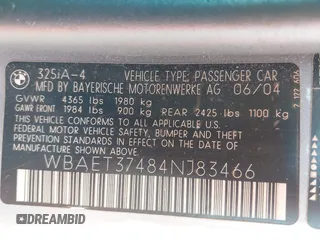 BMW
325iA-4 VEHICLE TYPE: PASSENGER CAR
MFD BY BAYERISCHE MOTORENWERKE AG 06/04
GVWR 4365 lbs 1980 kg
GAWR FRONT 1984 lbs 900 kg REAR 2425 lbs 1100 kg
THIS VEHICLE CONFORMS TO ALL APPLICABLE
FEDERAL MOTOR VEHICLE SAFETY, BUMPER AND THEFT
PREVENTION STANDARDS IN EFFECT ON THE DATE OF
MANUFACTURE SHOWN ABOVE.
WBAET37484NJ83466
DREAMBID DREAMBID